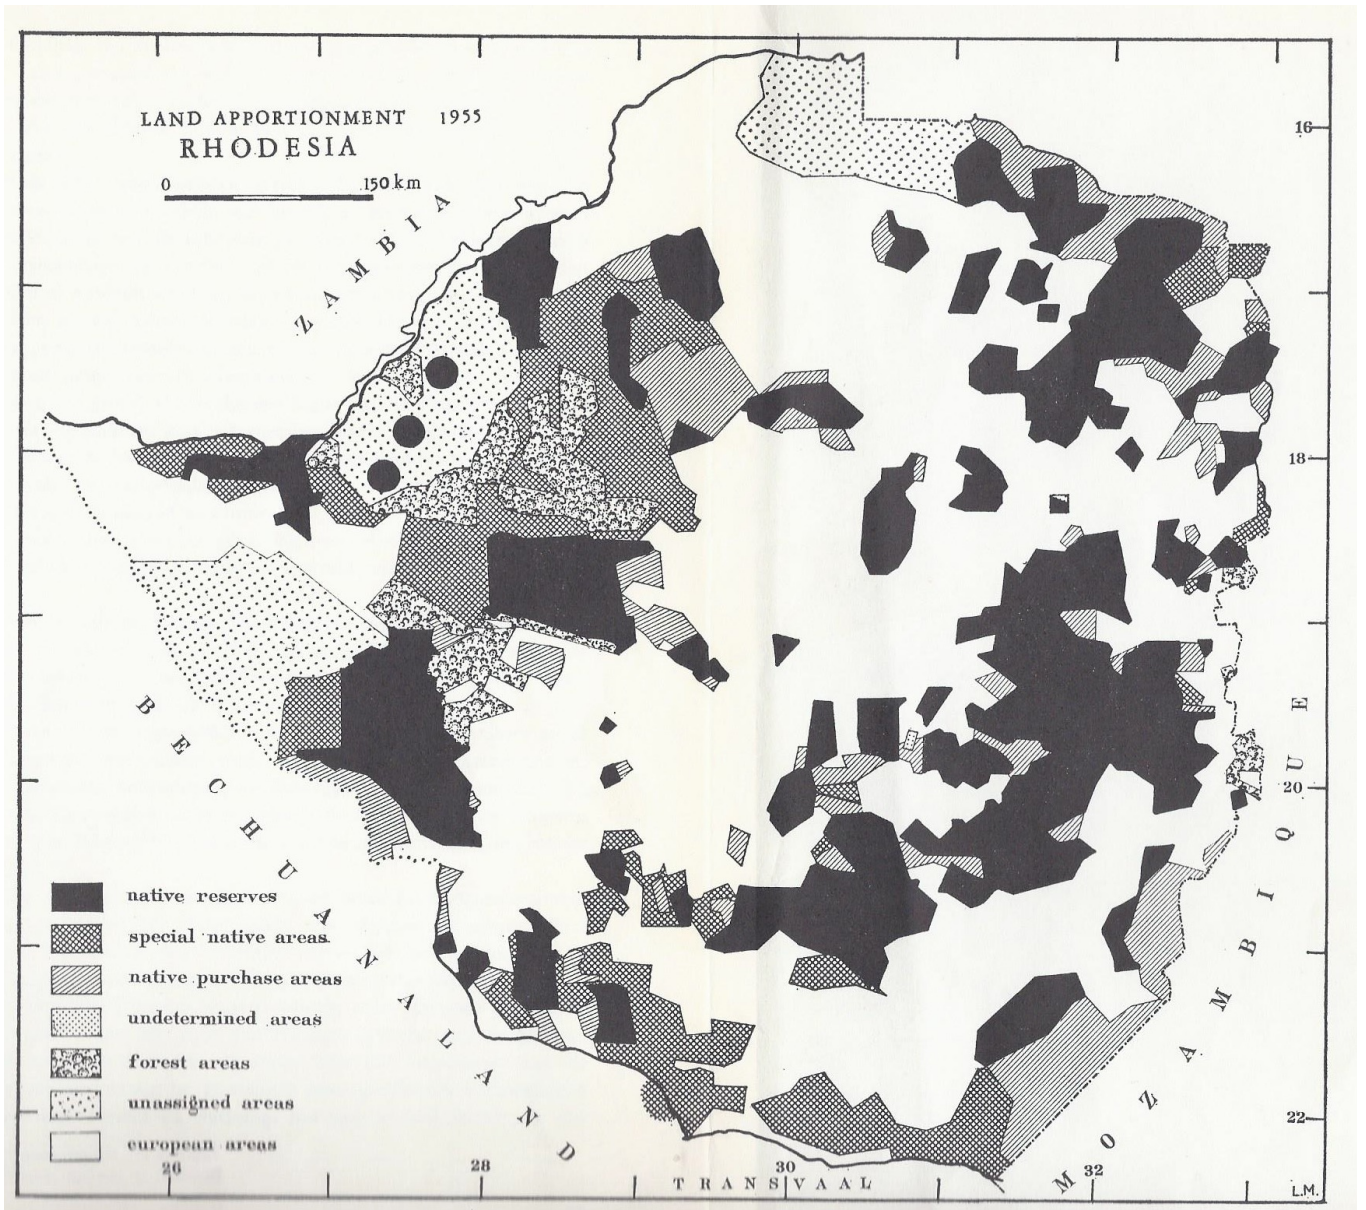 LAND APPORTIONMENT 1955
RHODESIA
0 150 km
ZAMBIA
16
18
BECHUANALAND
MOZAMBIQUE
20
native reserves
special native areas
native purchase areas
undetermined areas
forest areas
unassigned areas
european areas
22
26 28 30 32
TRANSVAAL
L.M.